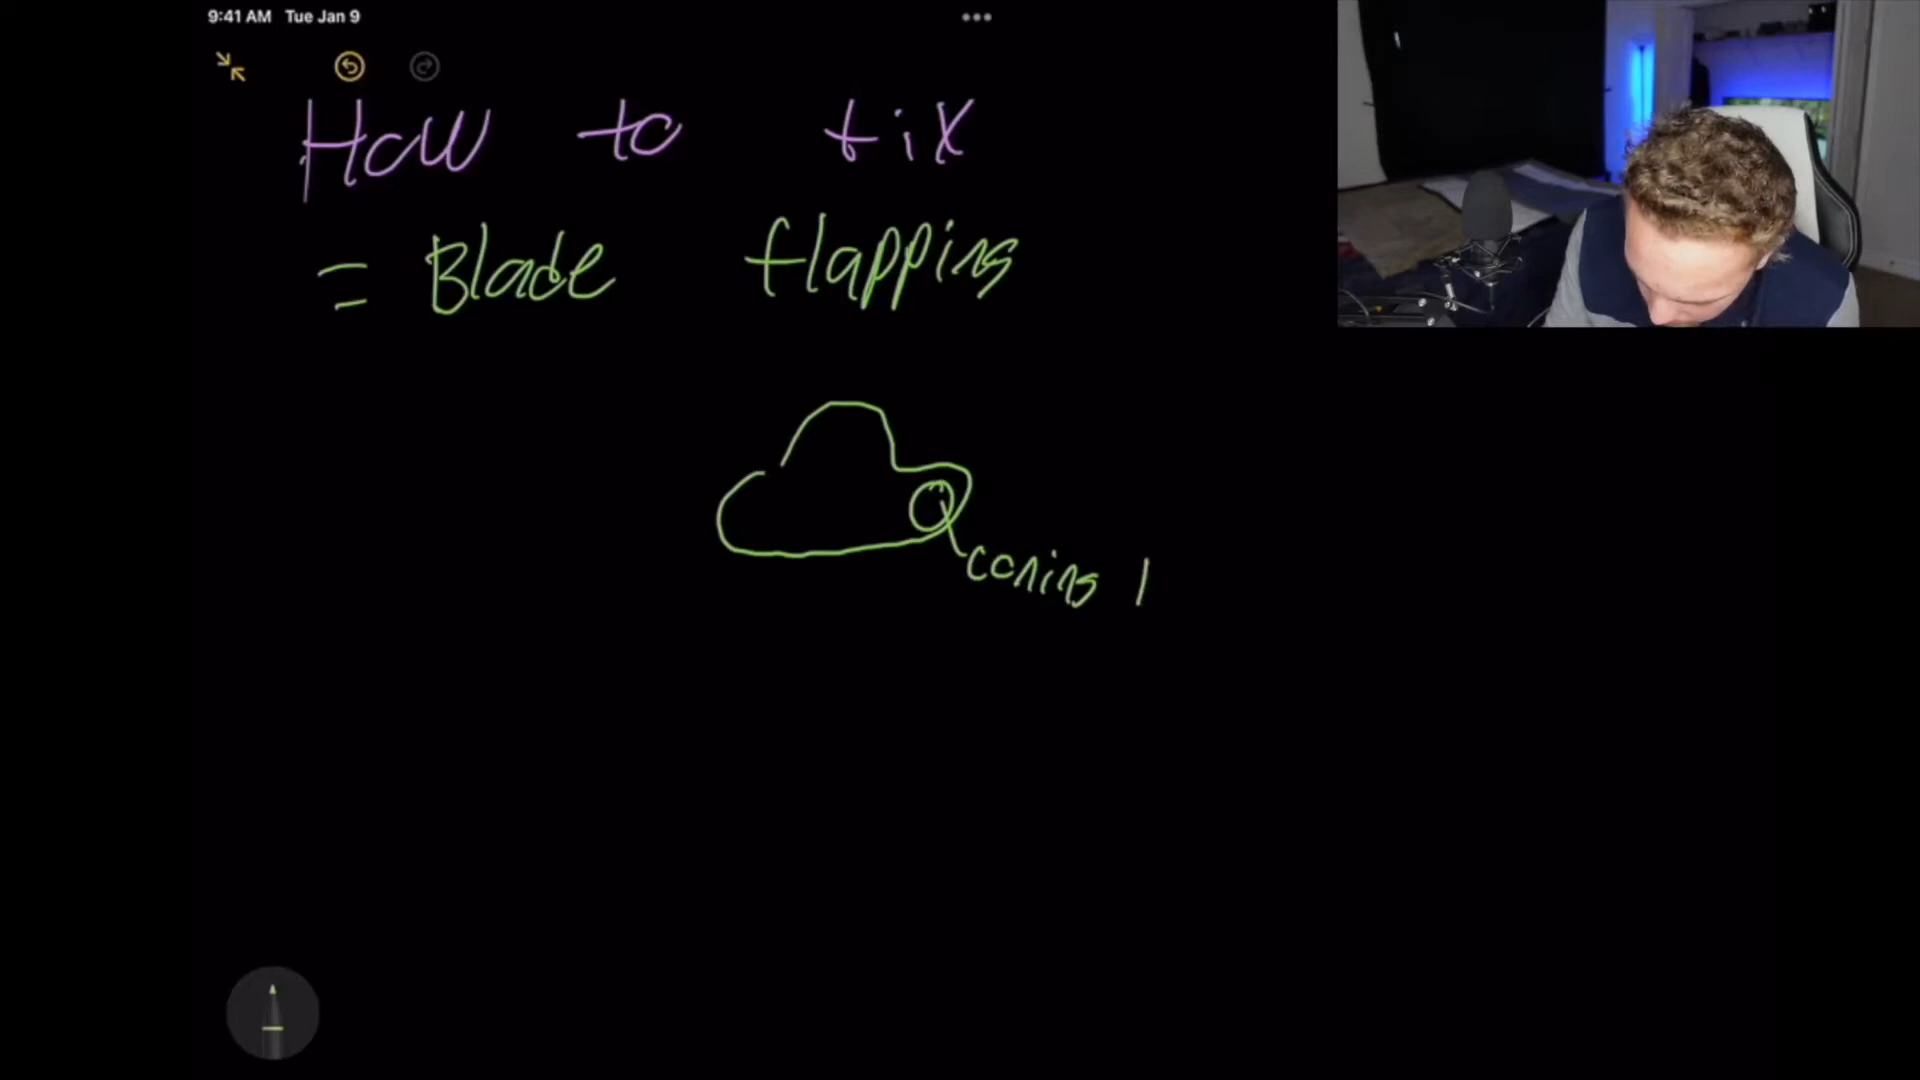 9:41 AM Tue Jan 9
How to fix
= Blade flapping
coning |